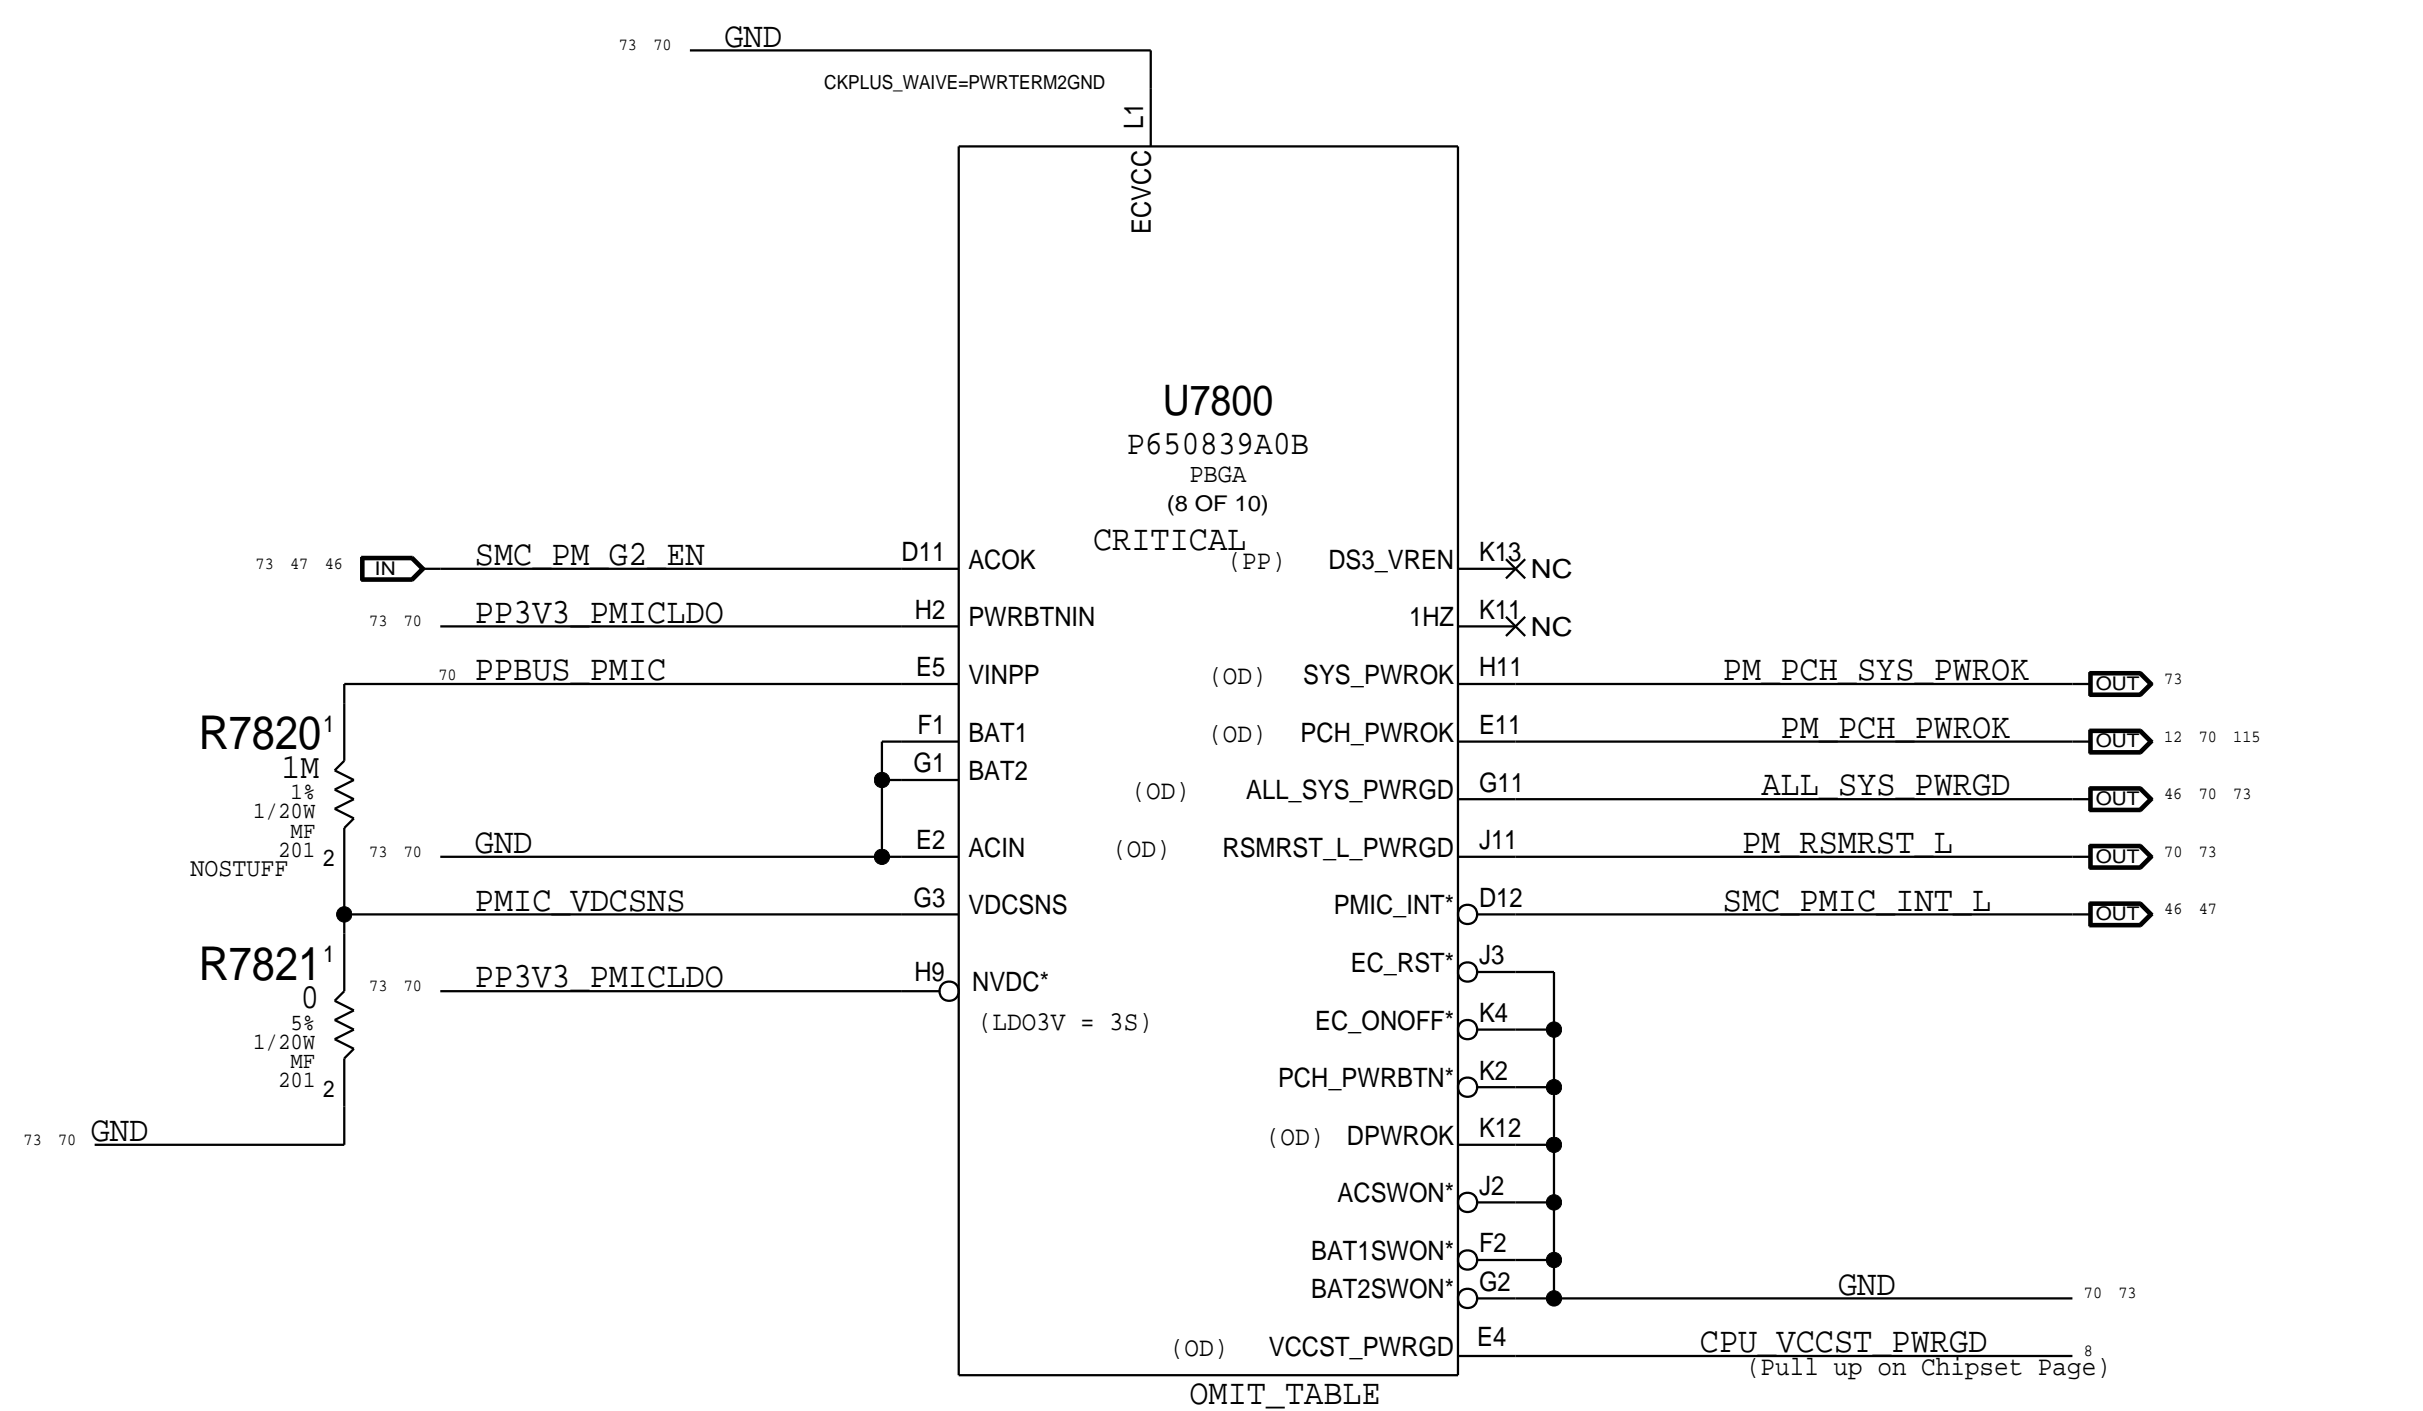 73 70 GND
CKPLUS_WAIVE=PWRTERM2GND
L1
ECVCC
U7800
P650839A0B
PBGA
(8 OF 10)
CRITICAL
73 47 46 IN SMC_PM_G2_EN D11 ACOK (PP) DS3_VREN K13 NC
73 70 PP3V3_PMICLDO H2 PWRBTNIN 1HZ K11 NC
70 PPBUS_PMIC E5 VINPP (OD) SYS_PWROK H11 PM_PCH_SYS_PWROK OUT 73
R7820 1
1M
1%
1/20W
MF
201 2
NOSTUFF
F1 BAT1 (OD) PCH_PWROK E11 PM_PCH_PWROK OUT 12 70 115
G1 BAT2
(OD) ALL_SYS_PWRGD G11 ALL_SYS_PWRGD OUT 46 70 73
73 70 GND E2 ACIN (OD) RSMRST_L_PWRGD J11 PM_RSMRST_L OUT 70 73
PMIC_VDCSNS G3 VDCSNS PMIC_INT* D12 SMC_PMIC_INT_L OUT 46 47
R7821 1
0
5%
1/20W
MF
201 2
73 70 PP3V3_PMICLDO H9 NVDC*
(LDO3V = 3S)
EC_RST* J3
EC_ONOFF* K4
PCH_PWRBTN* K2
73 70 GND
(OD) DPWROK K12
ACSWON* J2
BAT1SWON* F2
BAT2SWON* G2 GND 70 73
(OD) VCCST_PWRGD E4 CPU_VCCST_PWRGD 8
(Pull up on Chipset Page)
OMIT_TABLE